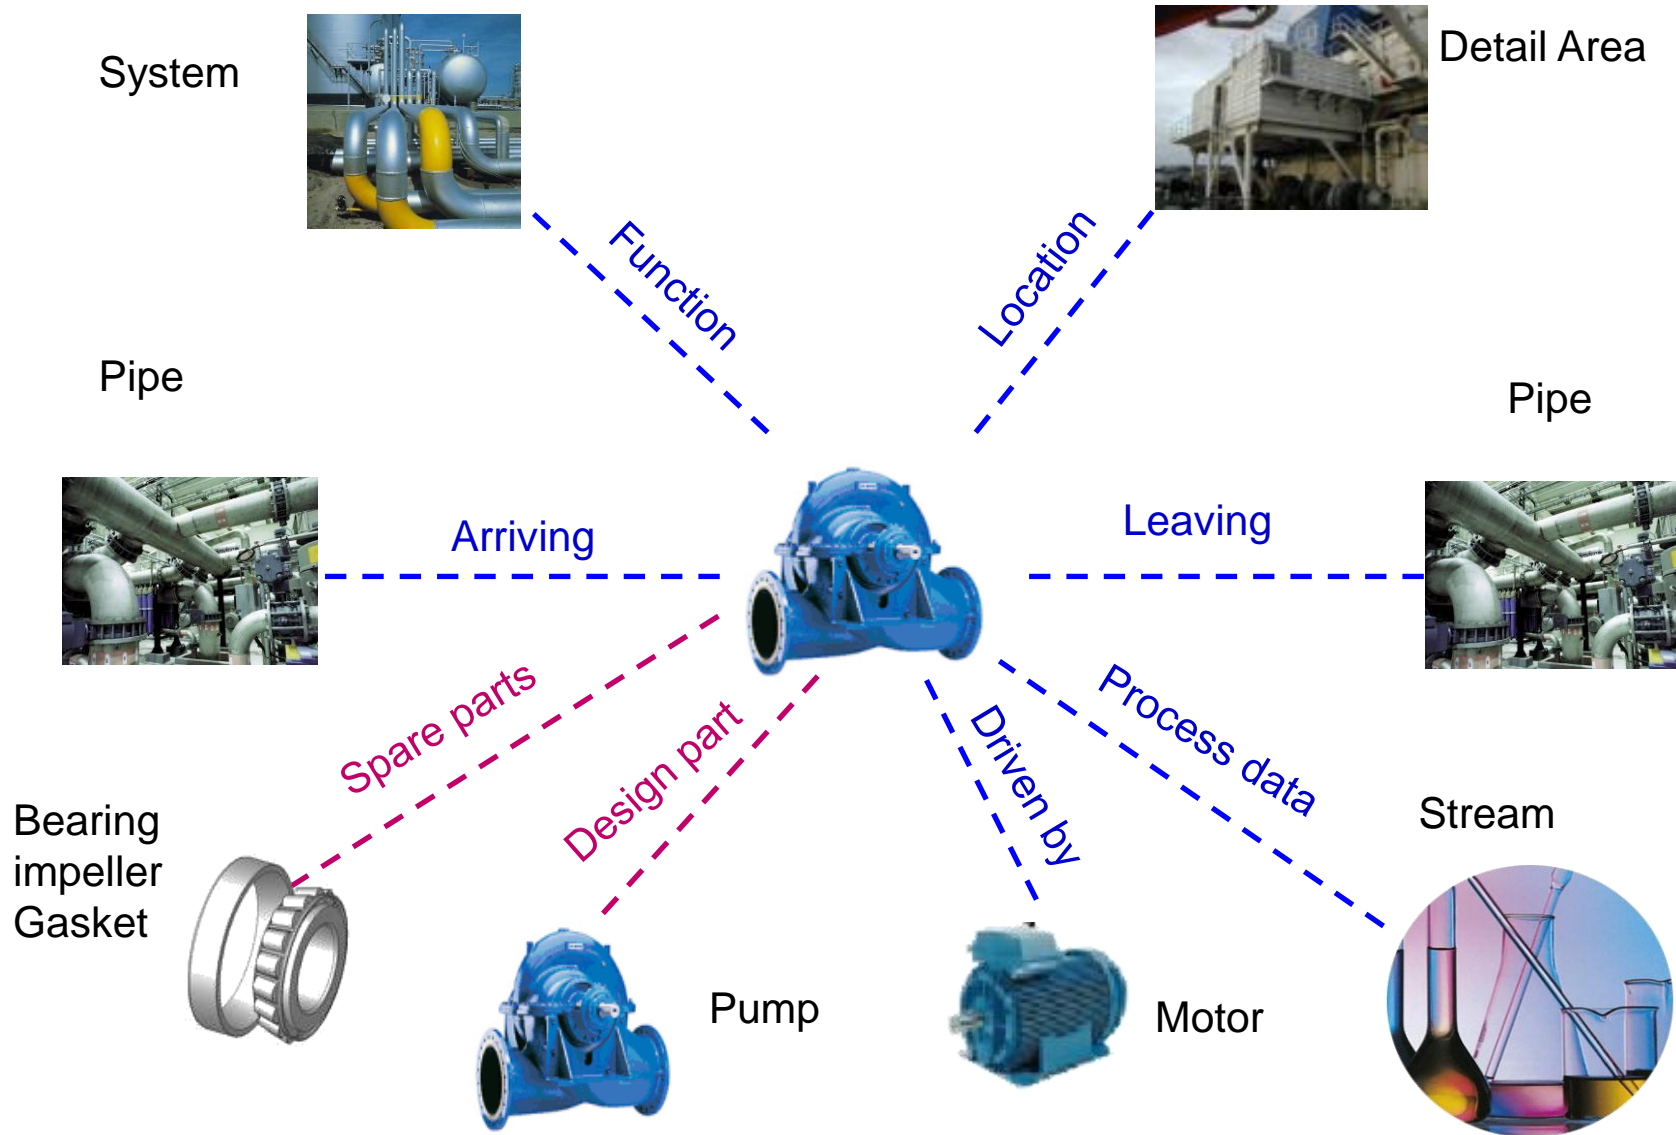 System
Detail Area
Function
Location
Pipe
Pipe
Arriving
Leaving
Spare parts
Design part
Driven by
Process data
Bearing
impeller
Gasket
Stream
Pump
Motor